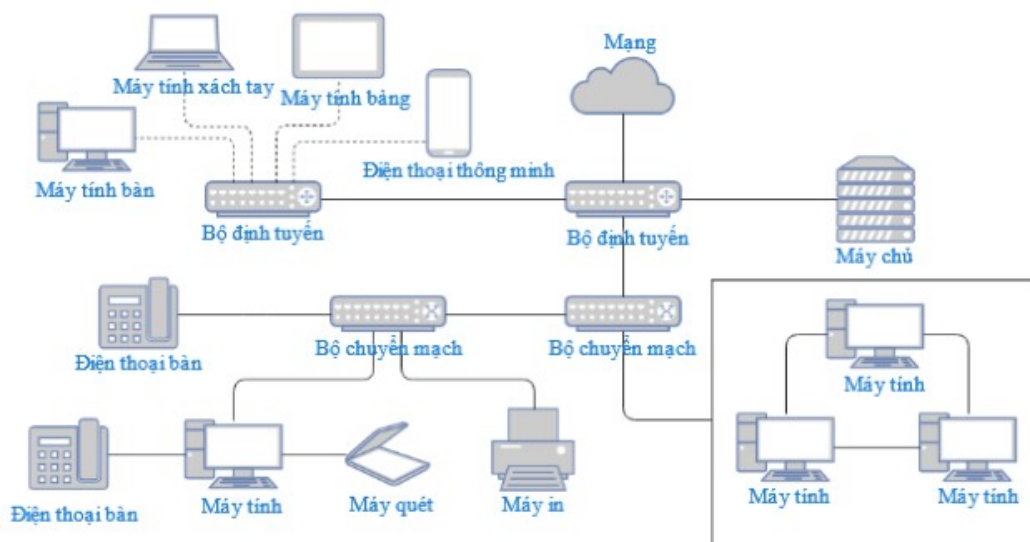 Mạng
Máy tính xách tay
Máy tính bảng
Máy tính bàn
Điện thoại thông minh
Bộ định tuyến
Bộ định tuyến
Máy chủ
Điện thoại bàn
Bộ chuyển mạch
Bộ chuyển mạch
Máy tính
Điện thoại bàn
Máy tính
Máy quét
Máy in
Máy tính
Máy tính